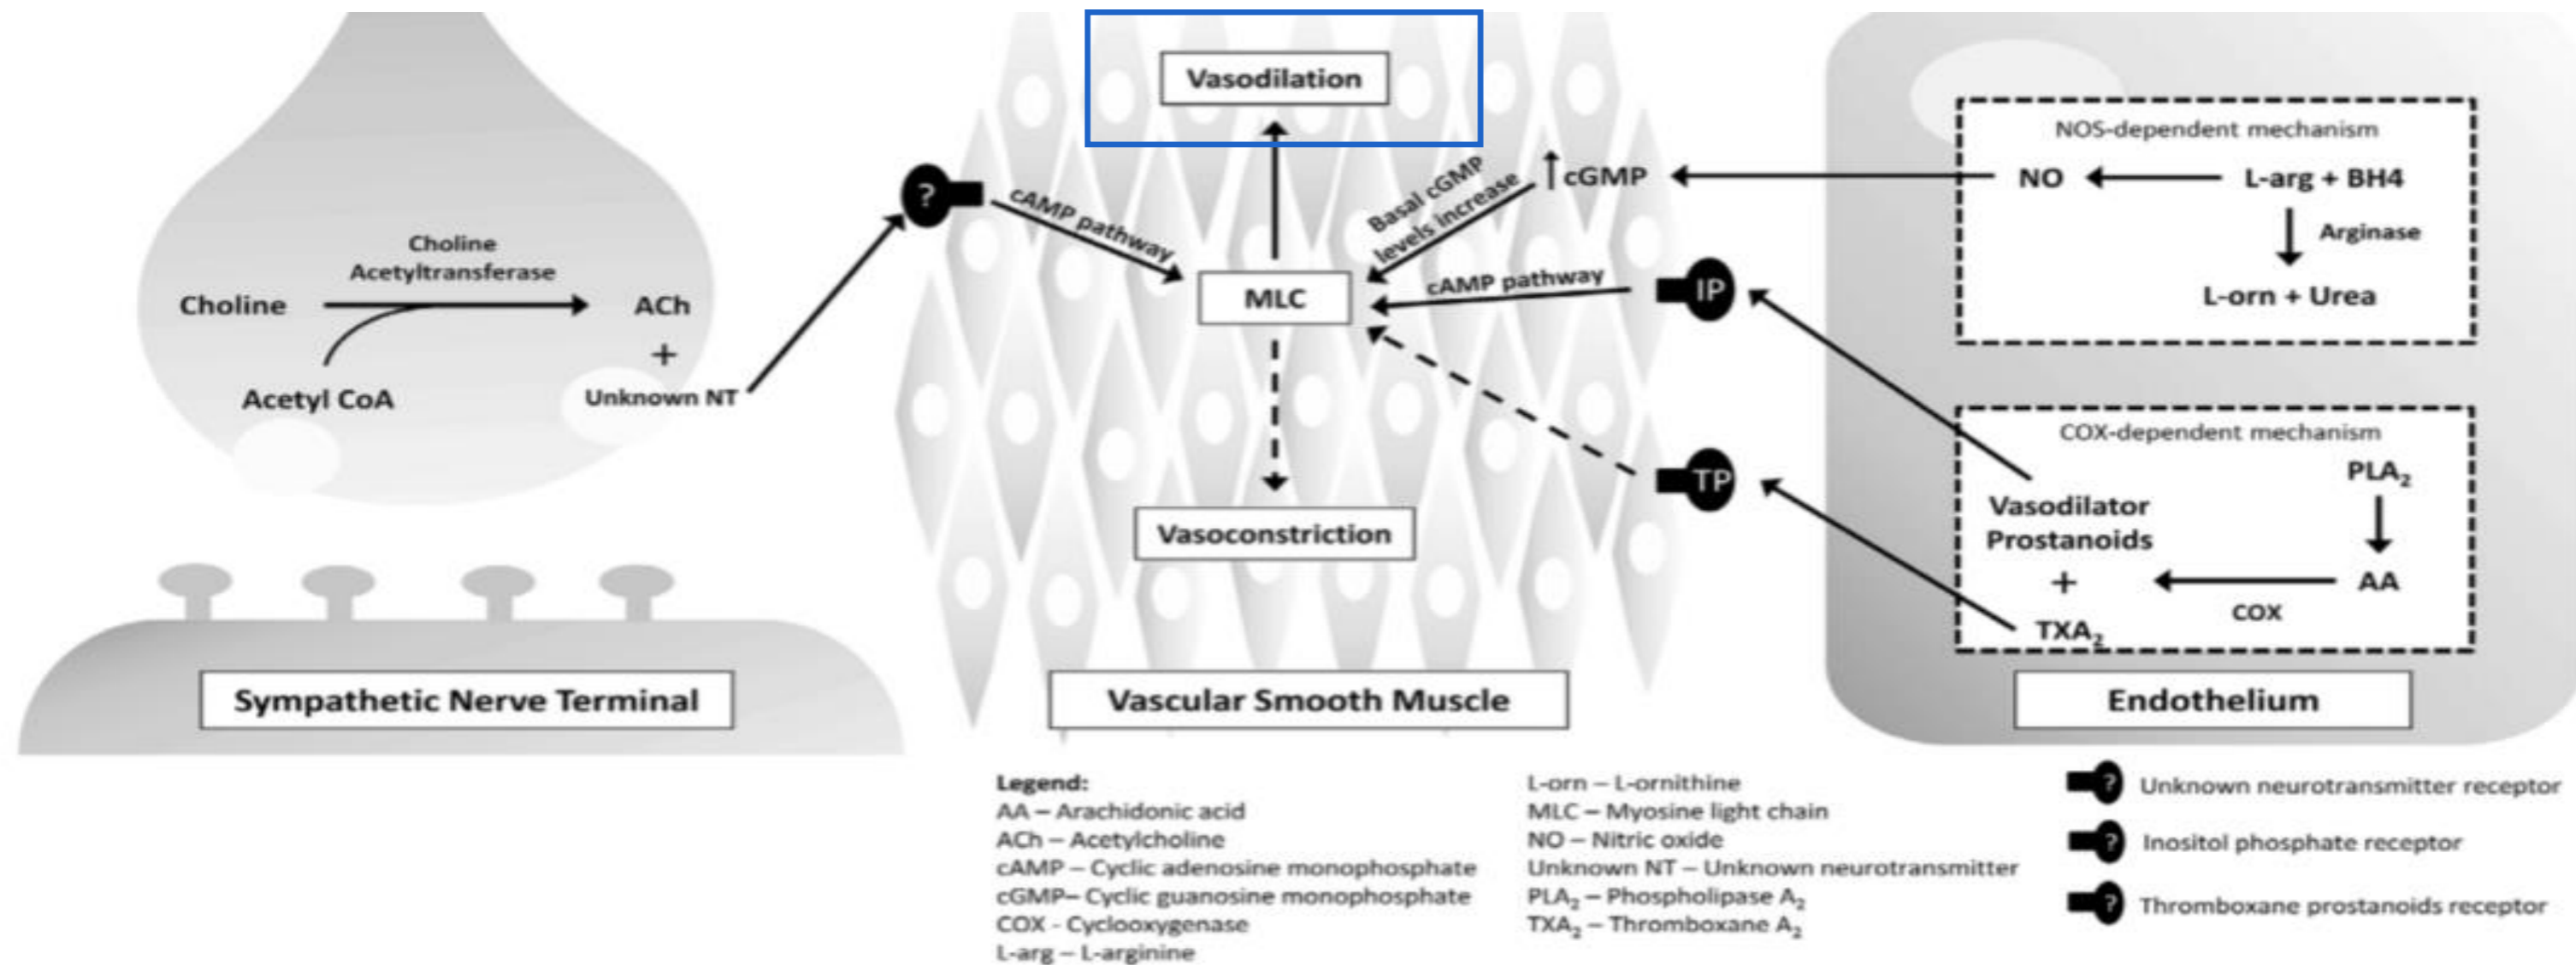 Vasodilation
Choline
Acetyltransferase
Choline
ACh
+
Acetyl CoA
Unknown NT
?
cAMP pathway
Basal cGMP
levels increase
cGMP
MLC
cAMP pathway
IP
TP
Vasoconstriction
NOS-dependent mechanism
NO
L-arg + BH4
Arginase
L-orn + Urea
COX-dependent mechanism
PLA₂
Vasodilator
Prostanoids
+
AA
COX
TXA₂
Sympathetic Nerve Terminal
Vascular Smooth Muscle
Endothelium
Legend:
AA – Arachidonic acid
ACh – Acetylcholine
cAMP – Cyclic adenosine monophosphate
cGMP– Cyclic guanosine monophosphate
COX - Cyclooxygenase
L-arg – L-arginine
L-orn – L-ornithine
MLC – Myosine light chain
NO – Nitric oxide
Unknown NT – Unknown neurotransmitter
PLA₂ – Phospholipase A₂
TXA₂ – Thromboxane A₂
? Unknown neurotransmitter receptor
? Inositol phosphate receptor
? Thromboxane prostanoids receptor